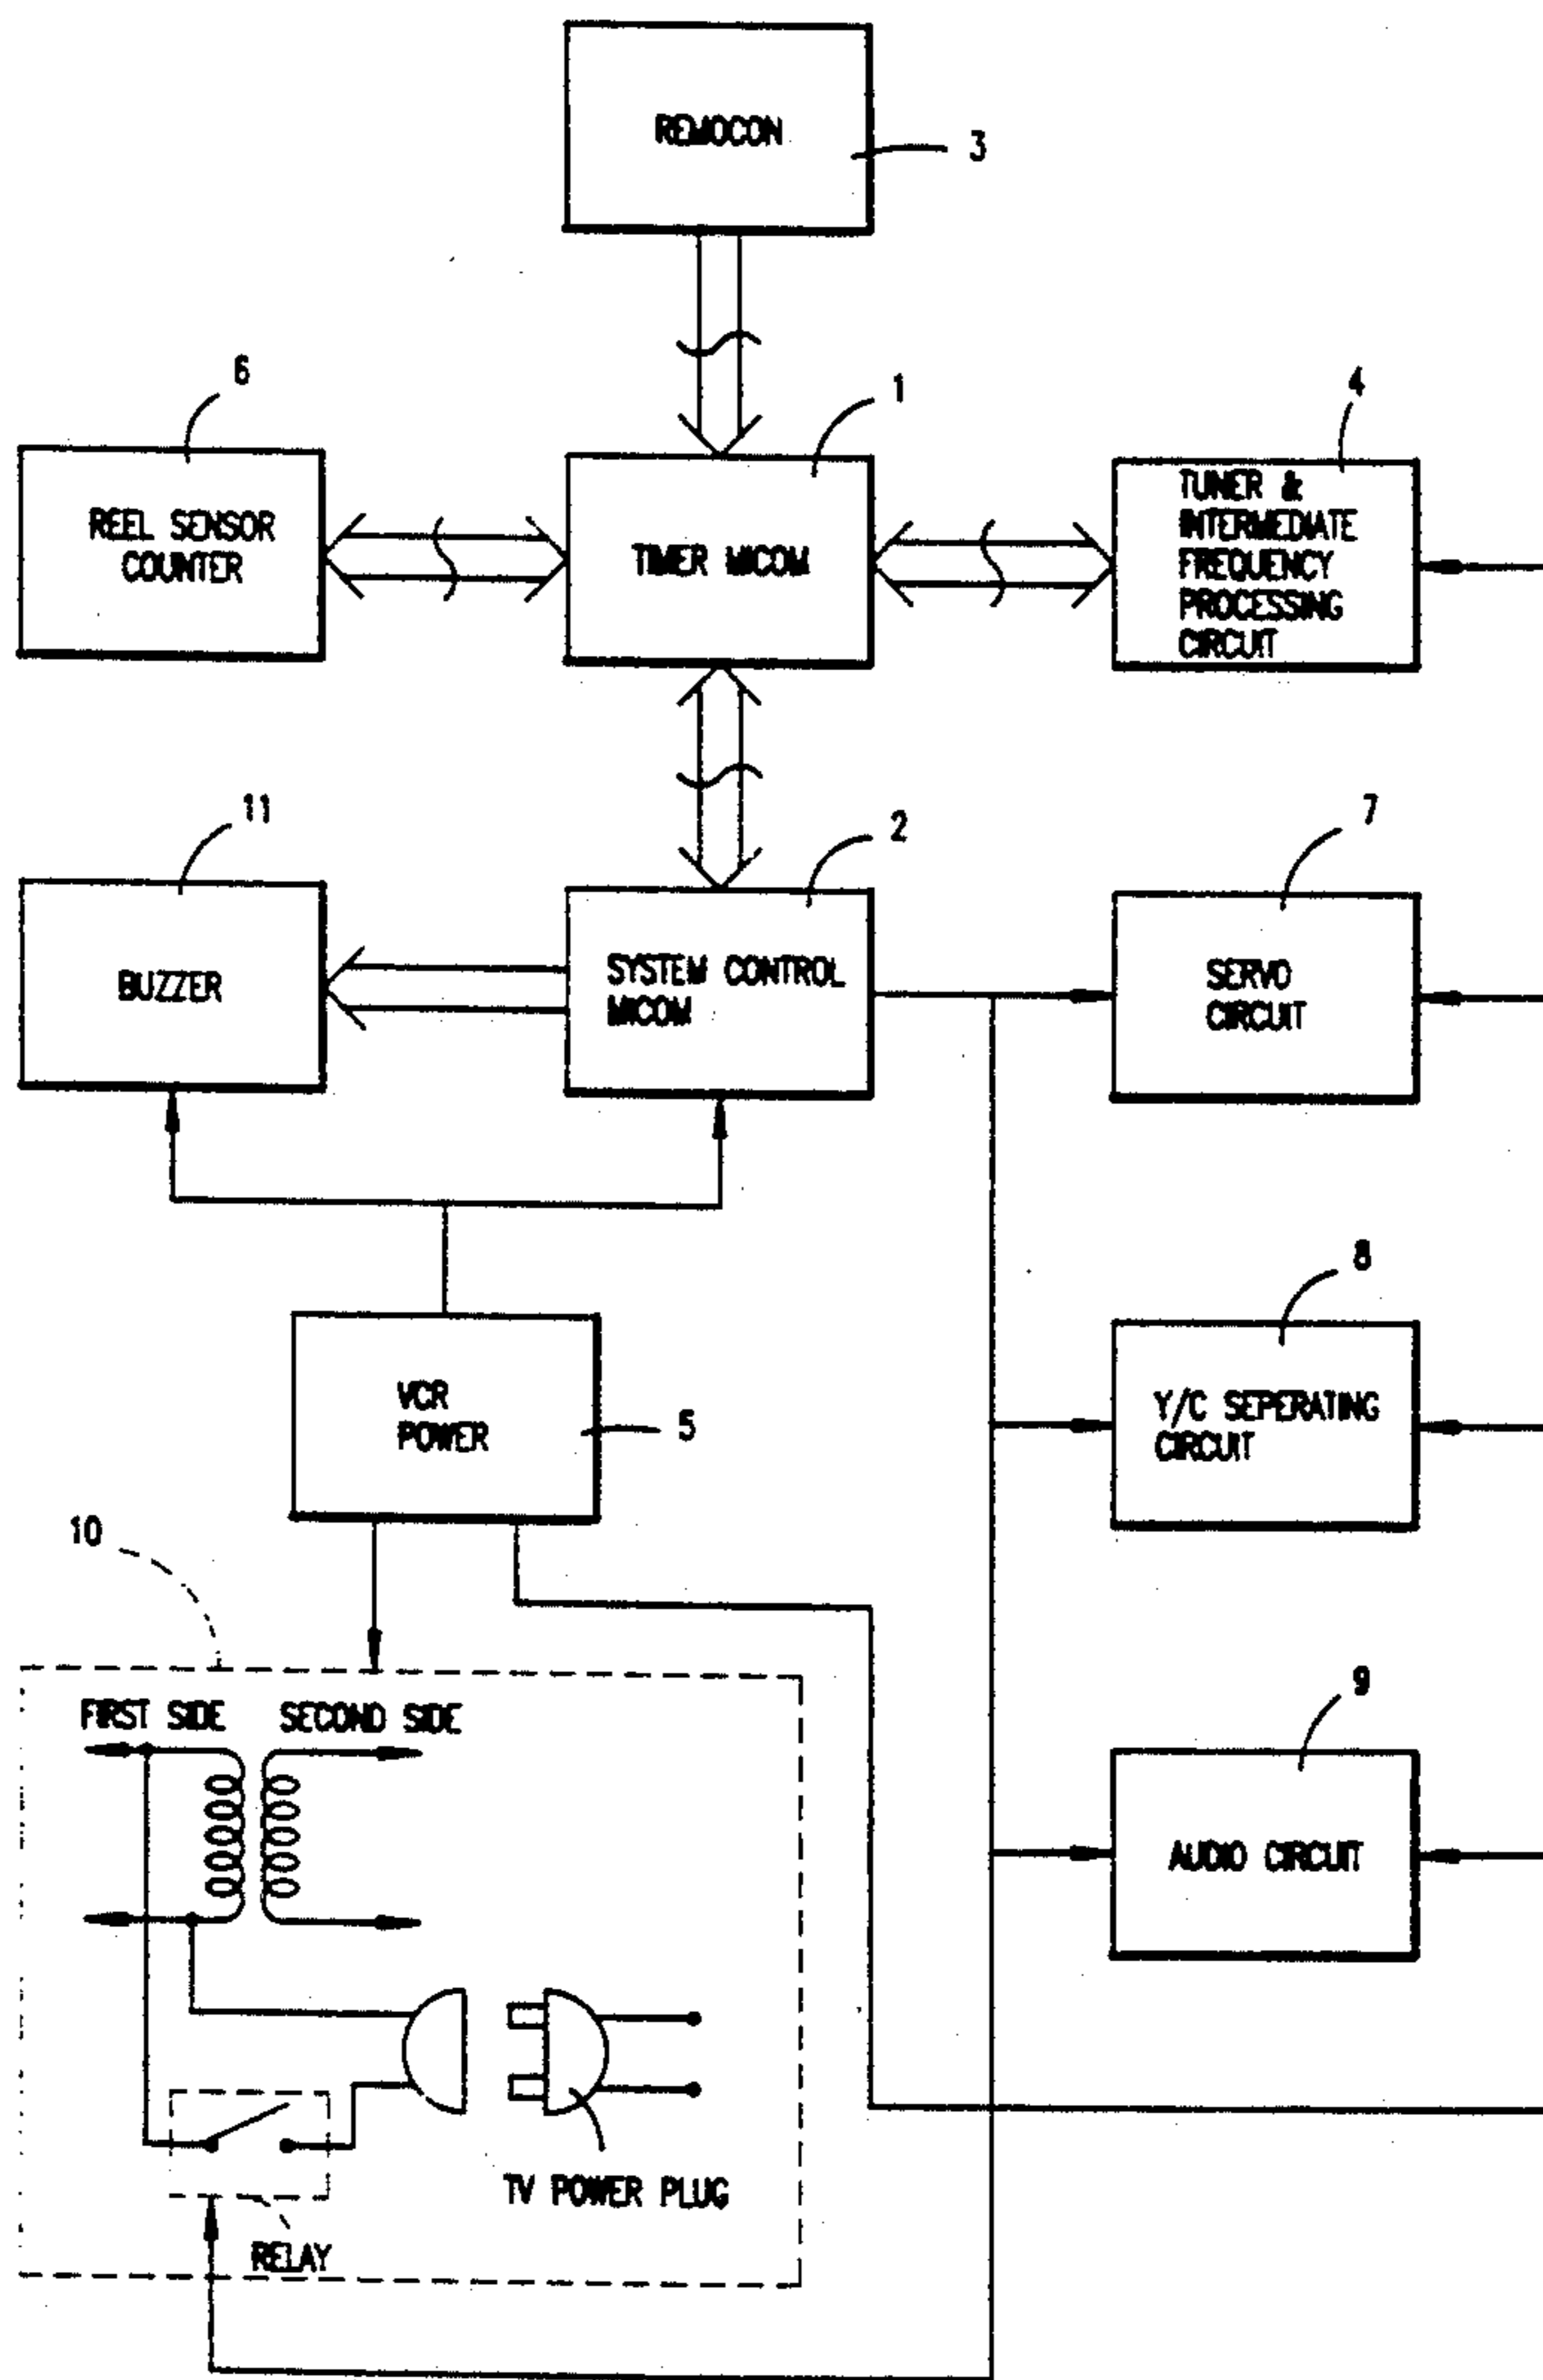 REMOCON
3
6
1
4
REEL SENSOR
COUNTER
TIMER MICOM
TUNER &
INTERMEDIATE
FREQUENCY
PROCESSING
CIRCUIT
11
2
7
BUZZER
SYSTEM CONTROL
MICOM
SERVO
CIRCUIT
8
VCR
POWER
5
Y/C SEPERATING
CIRCUIT
10
FIRST SIDE
SECOND SIDE
9
AUDIO CIRCUIT
TV POWER PLUG
RELAY